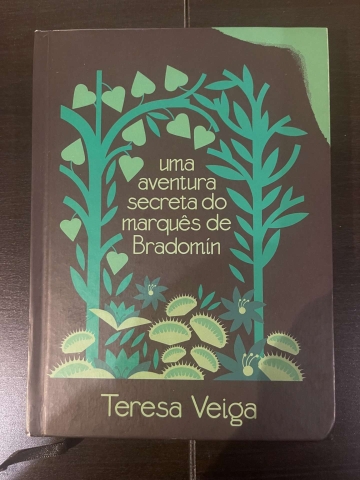 uma
aventura
secreta do
marquês de
Bradomín
Teresa Veiga